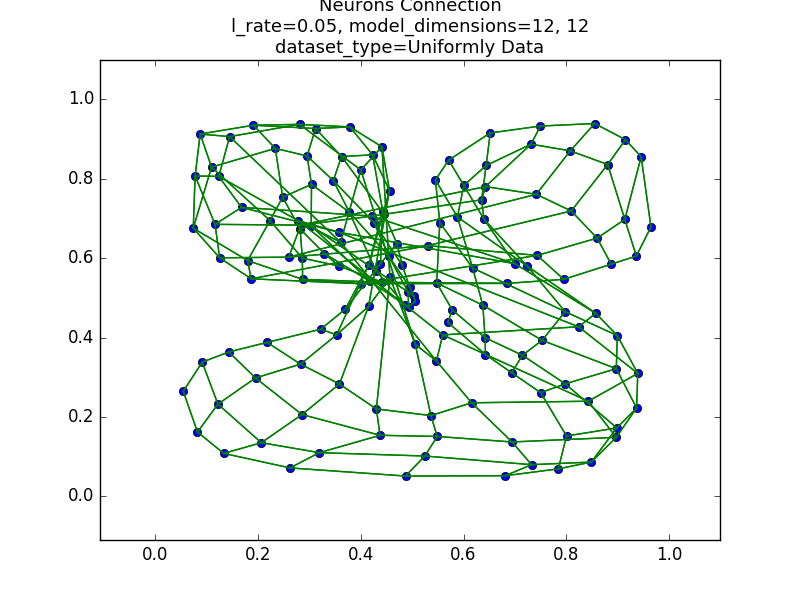 Neurons Connection
l_rate=0.05, model_dimensions=12, 12
dataset_type=Uniformly Data
1.0
0.8
0.6
0.4
0.2
0.0
0.0 0.2 0.4 0.6 0.8 1.0